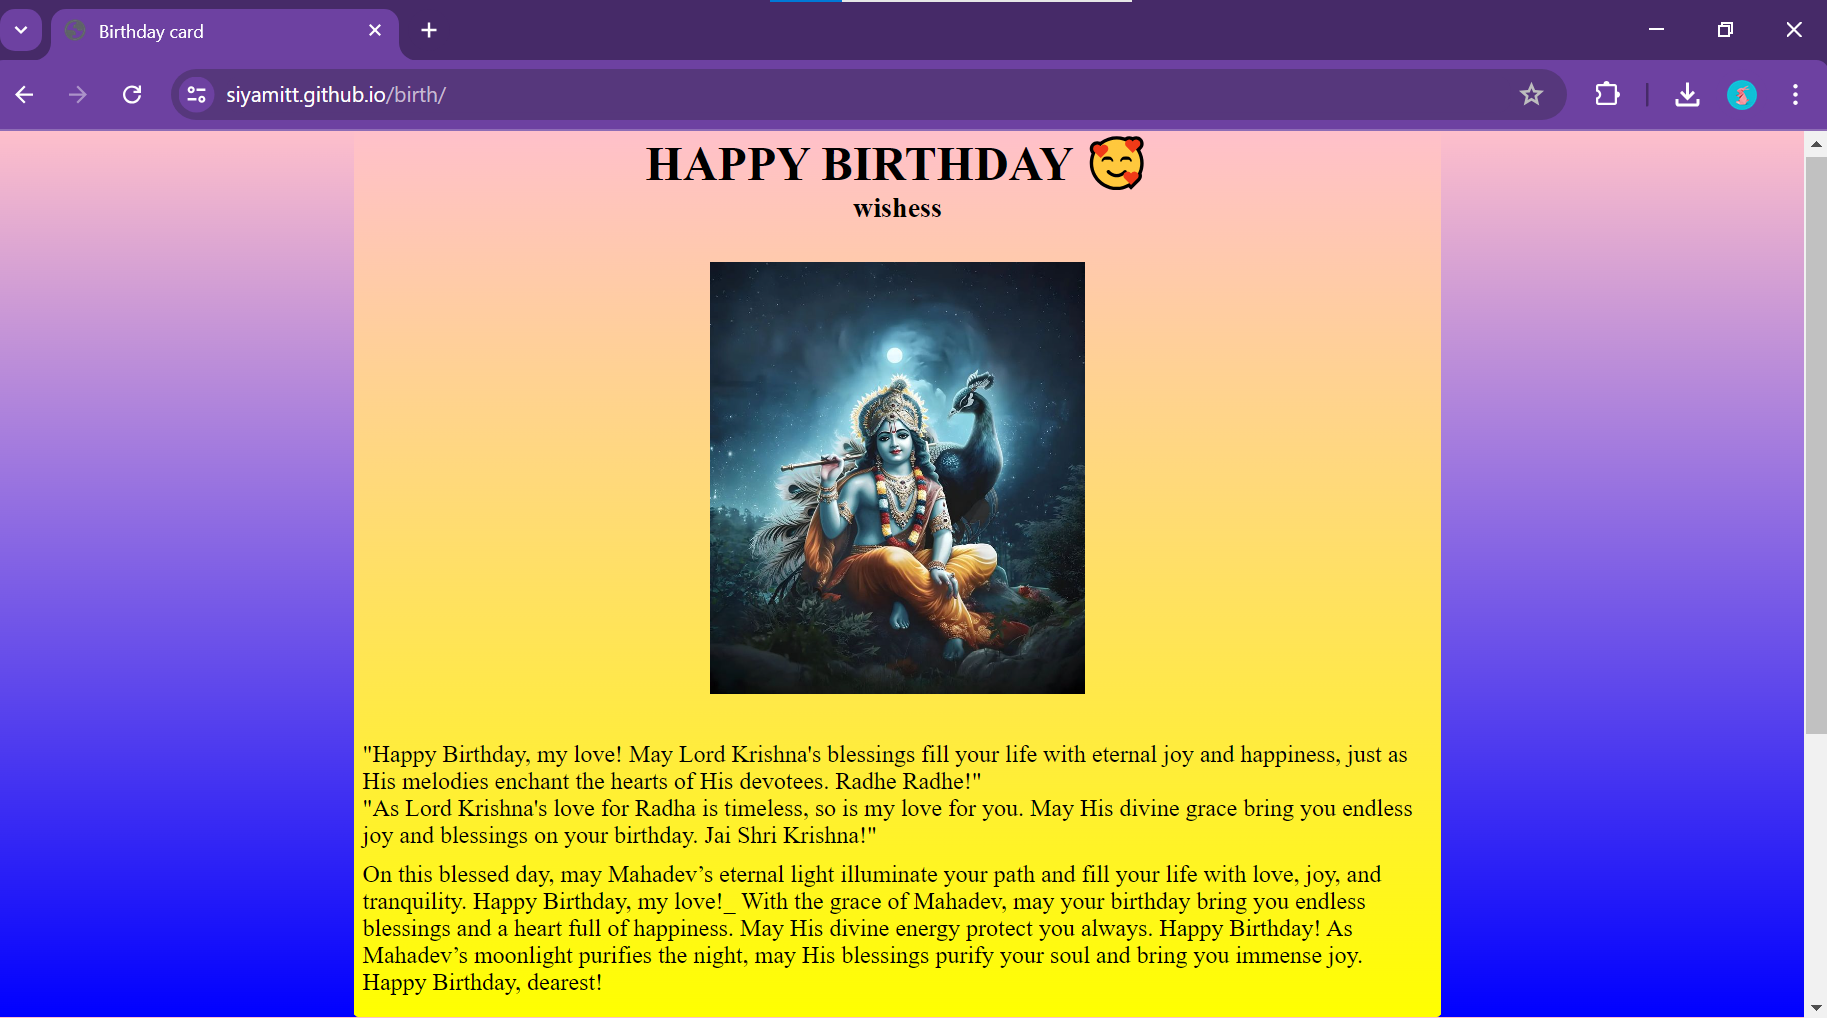 Birthday card
siyamitt.github.io/birth/
HAPPY BIRTHDAY 🥰
wishess
"Happy Birthday, my love! May Lord Krishna's blessings fill your life with eternal joy and happiness, just as
His melodies enchant the hearts of His devotees. Radhe Radhe!"
"As Lord Krishna's love for Radha is timeless, so is my love for you. May His divine grace bring you endless
joy and blessings on your birthday. Jai Shri Krishna!"
On this blessed day, may Mahadev’s eternal light illuminate your path and fill your life with love, joy, and
tranquility. Happy Birthday, my love!_ With the grace of Mahadev, may your birthday bring you endless
blessings and a heart full of happiness. May His divine energy protect you always. Happy Birthday! As
Mahadev’s moonlight purifies the night, may His blessings purify your soul and bring you immense joy.
Happy Birthday, dearest!